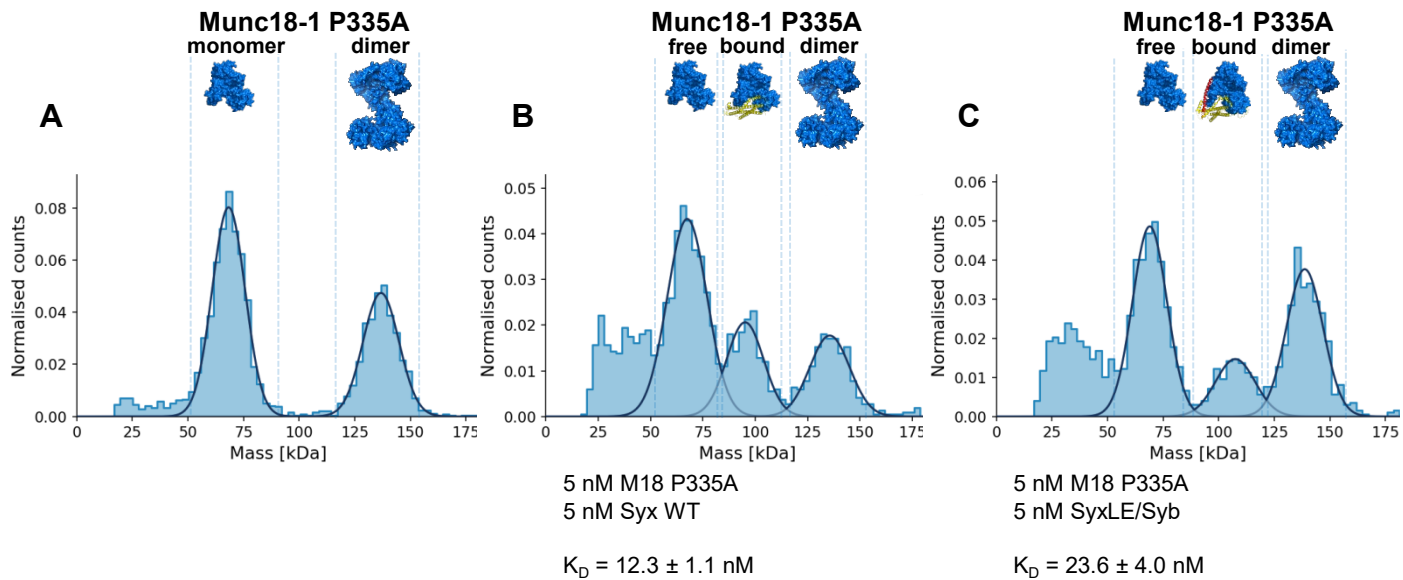 A
Munc18-1 P335A
monomer dimer
Normalised counts
0.08
0.06
0.04
0.02
0.00
0 25 50 75 100 125 150 175
Mass [kDa]
B
Munc18-1 P335A
free bound dimer
Normalised counts
0.05
0.04
0.03
0.02
0.01
0.00
0 25 50 75 100 125 150 175
Mass [kDa]
5 nM M18 P335A
5 nM Syx WT
K_D = 12.3 ± 1.1 nM
C
Munc18-1 P335A
free bound dimer
Normalised counts
0.06
0.05
0.04
0.03
0.02
0.01
0.00
0 25 50 75 100 125 150 175
Mass [kDa]
5 nM M18 P335A
5 nM SyxLE/Syb
K_D = 23.6 ± 4.0 nM